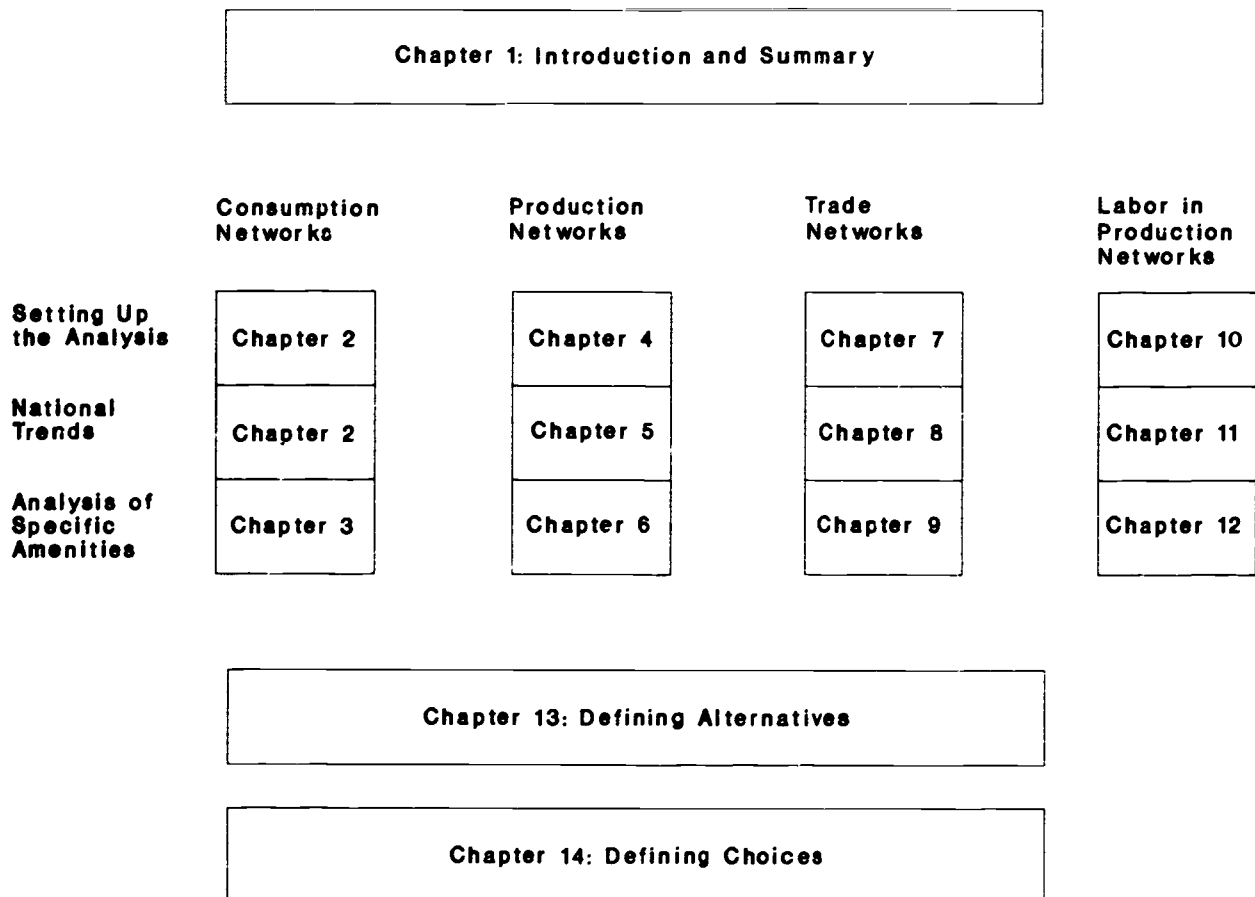 Chapter 1: Introduction and Summary
Consumption
Networks
Production
Networks
Trade
Networks
Labor in
Production
Networks
Setting Up
the Analysis
Chapter 2
Chapter 4
Chapter 7
Chapter 10
National
Trends
Chapter 2
Chapter 5
Chapter 8
Chapter 11
Analysis of
Specific
Amenities
Chapter 3
Chapter 6
Chapter 9
Chapter 12
Chapter 13: Defining Alternatives
Chapter 14: Defining Choices